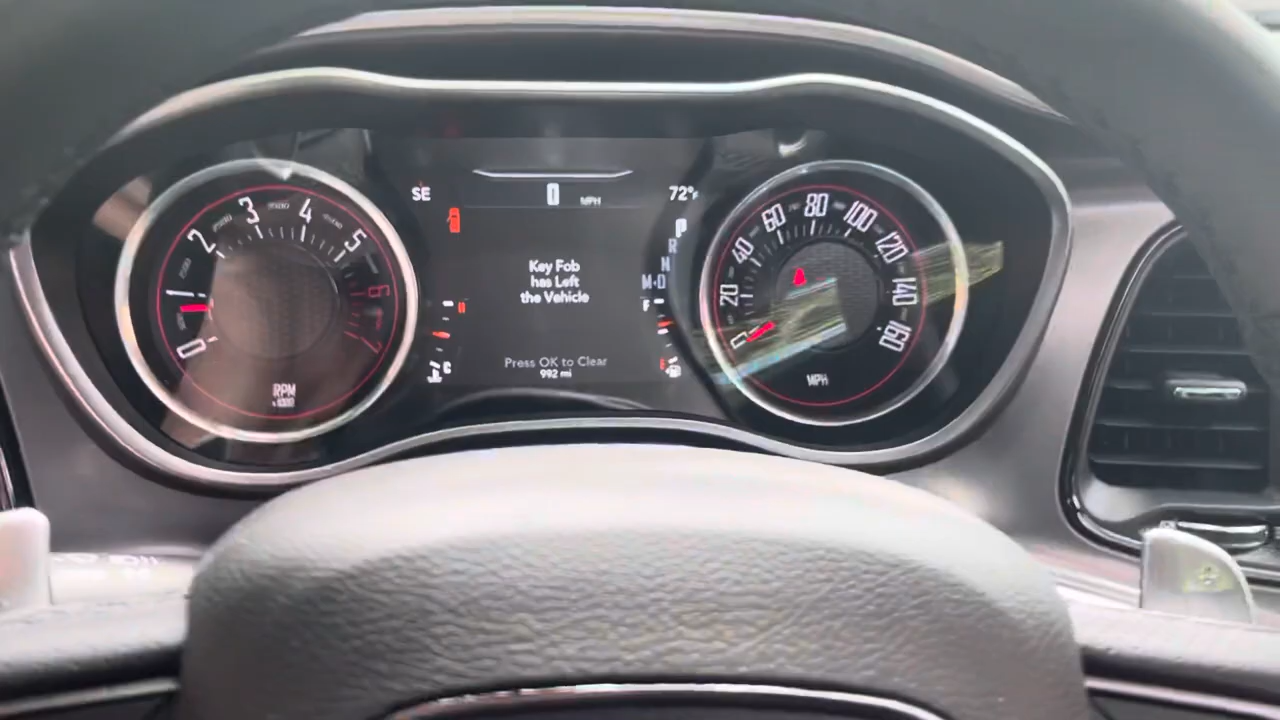 SE
0 MPH
72°F
P
R
N
M-D
Key Fob
has Left
the Vehicle
Press OK to Clear
992 mi
F
E
H
C
0
1
2
3
4
5
6
7
RPM
x1000
0
20
40
60
80
100
120
140
160
MPH
+